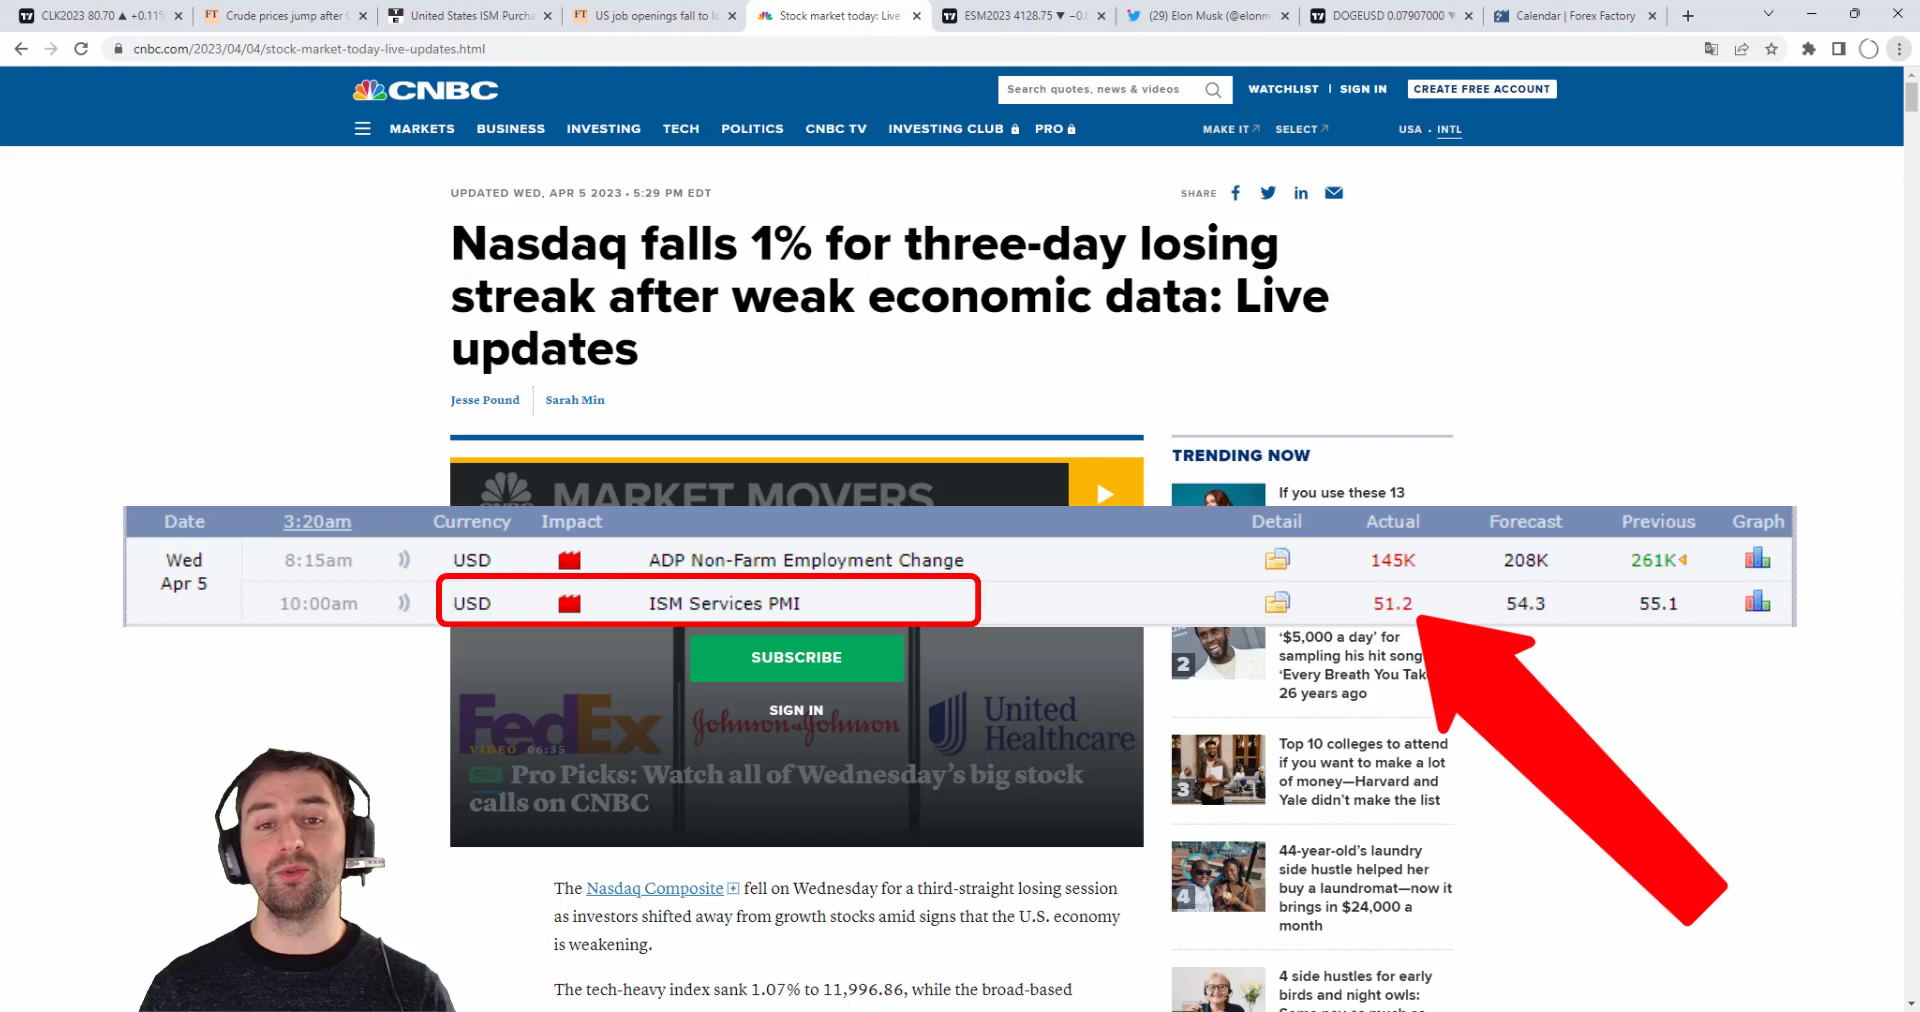 CLK2023 80.70 ▲ +0.11%
Crude prices jump after
United States ISM Purcha
US job openings fall to lo
Stock market today: Live
ESM2023 4128.75 ▼ −0.
(29) Elon Musk (@elonm
DOGEUSD 0.07907000 ▼
Calendar | Forex Factory
cnbc.com/2023/04/04/stock-market-today-live-updates.html
CNBC
Search quotes, news & videos
WATCHLIST | SIGN IN
CREATE FREE ACCOUNT
MARKETS BUSINESS INVESTING TECH POLITICS CNBC TV INVESTING CLUB PRO
MAKE IT SELECT
USA • INTL
UPDATED WED, APR 5 2023 • 5:29 PM EDT
SHARE
Nasdaq falls 1% for three-day losing
streak after weak economic data: Live
updates
Jesse Pound
Sarah Min
TRENDING NOW
MARKET MOVERS
If you use these 13
Date 3:20am Currency Impact Detail Actual Forecast Previous Graph
Wed
Apr 5
8:15am USD ADP Non-Farm Employment Change 145K 208K 261K
10:00am USD ISM Services PMI 51.2 54.3 55.1
SUBSCRIBE
SIGN IN
FedEx
Johnson & Johnson
United
Healthcare
VIDEO 06:35
PRO Pro Picks: Watch all of Wednesday's big stock
calls on CNBC
2
'$5,000 a day' for
sampling his hit song
'Every Breath You Tak
26 years ago
3
Top 10 colleges to attend
if you want to make a lot
of money—Harvard and
Yale didn't make the list
4
44-year-old's laundry
side hustle helped her
buy a laundromat—now it
brings in $24,000 a
month
4 side hustles for early
birds and night owls:
The Nasdaq Composite fell on Wednesday for a third-straight losing session
as investors shifted away from growth stocks amid signs that the U.S. economy
is weakening.
The tech-heavy index sank 1.07% to 11,996.86, while the broad-based